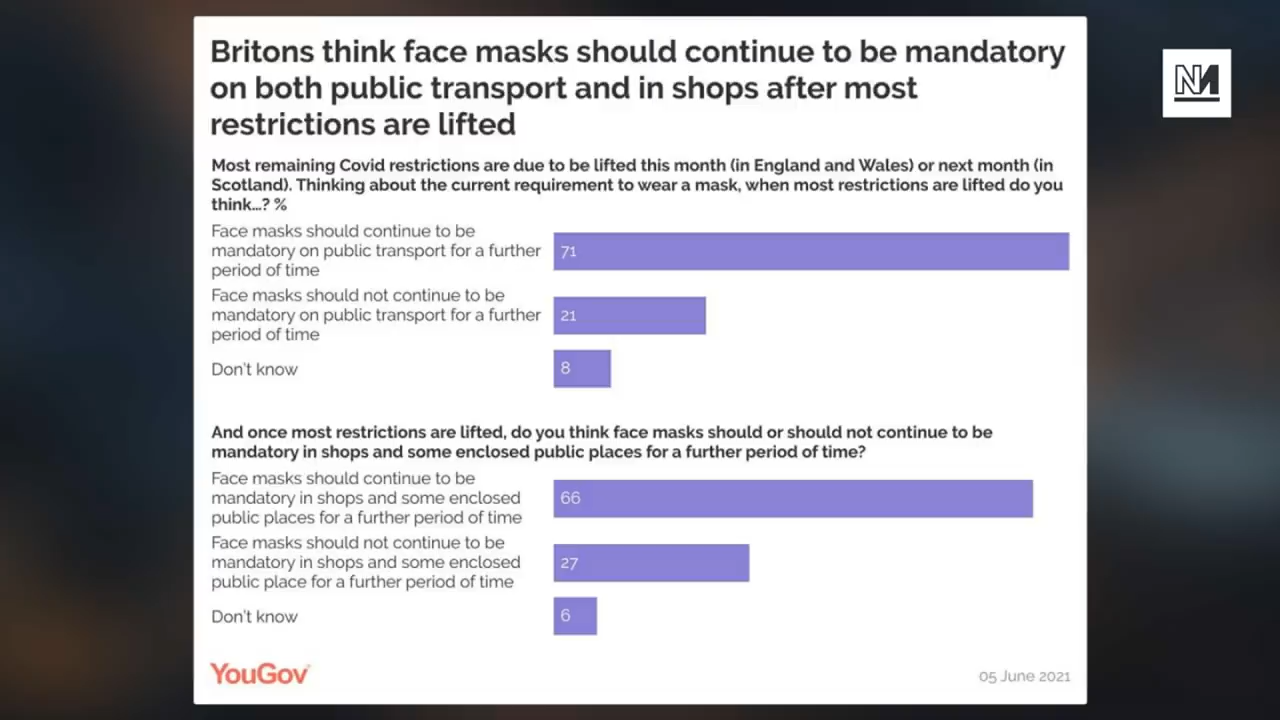 Britons think face masks should continue to be mandatory
on both public transport and in shops after most
restrictions are lifted
Most remaining Covid restrictions are due to be lifted this month (in England and Wales) or next month (in
Scotland). Thinking about the current requirement to wear a mask, when most restrictions are lifted do you
think...? %
Face masks should continue to be
mandatory on public transport for a further
period of time
71
Face masks should not continue to be
mandatory on public transport for a further
period of time
21
Don't know
8
And once most restrictions are lifted, do you think face masks should or should not continue to be
mandatory in shops and some enclosed public places for a further period of time?
Face masks should continue to be
mandatory in shops and some enclosed
public places for a further period of time
66
Face masks should not continue to be
mandatory in shops and some enclosed
public place for a further period of time
27
Don't know
6
YouGov
05 June 2021
NM